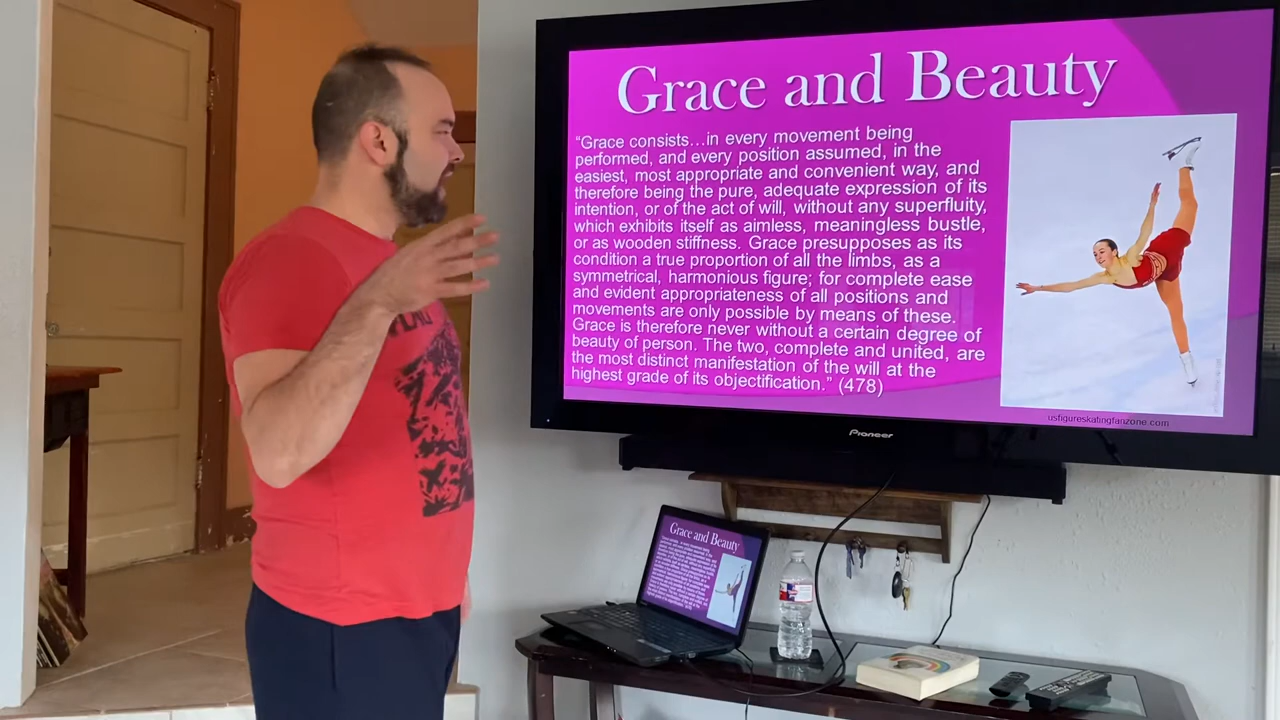 Grace and Beauty
“Grace consists…in every movement being
performed, and every position assumed, in the
easiest, most appropriate and convenient way, and
therefore being the pure, adequate expression of its
intention, or of the act of will, without any superfluity,
which exhibits itself as aimless, meaningless bustle,
or as wooden stiffness. Grace presupposes as its
condition a true proportion of all the limbs, as a
symmetrical, harmonious figure; for complete ease
and evident appropriateness of all positions and
movements are only possible by means of these.
Grace is therefore never without a certain degree of
beauty of person. The two, complete and united, are
the most distinct manifestation of the will at the
highest grade of its objectification.” (478)
usfigureskatingfanzone.com
Pioneer
Grace and Beauty